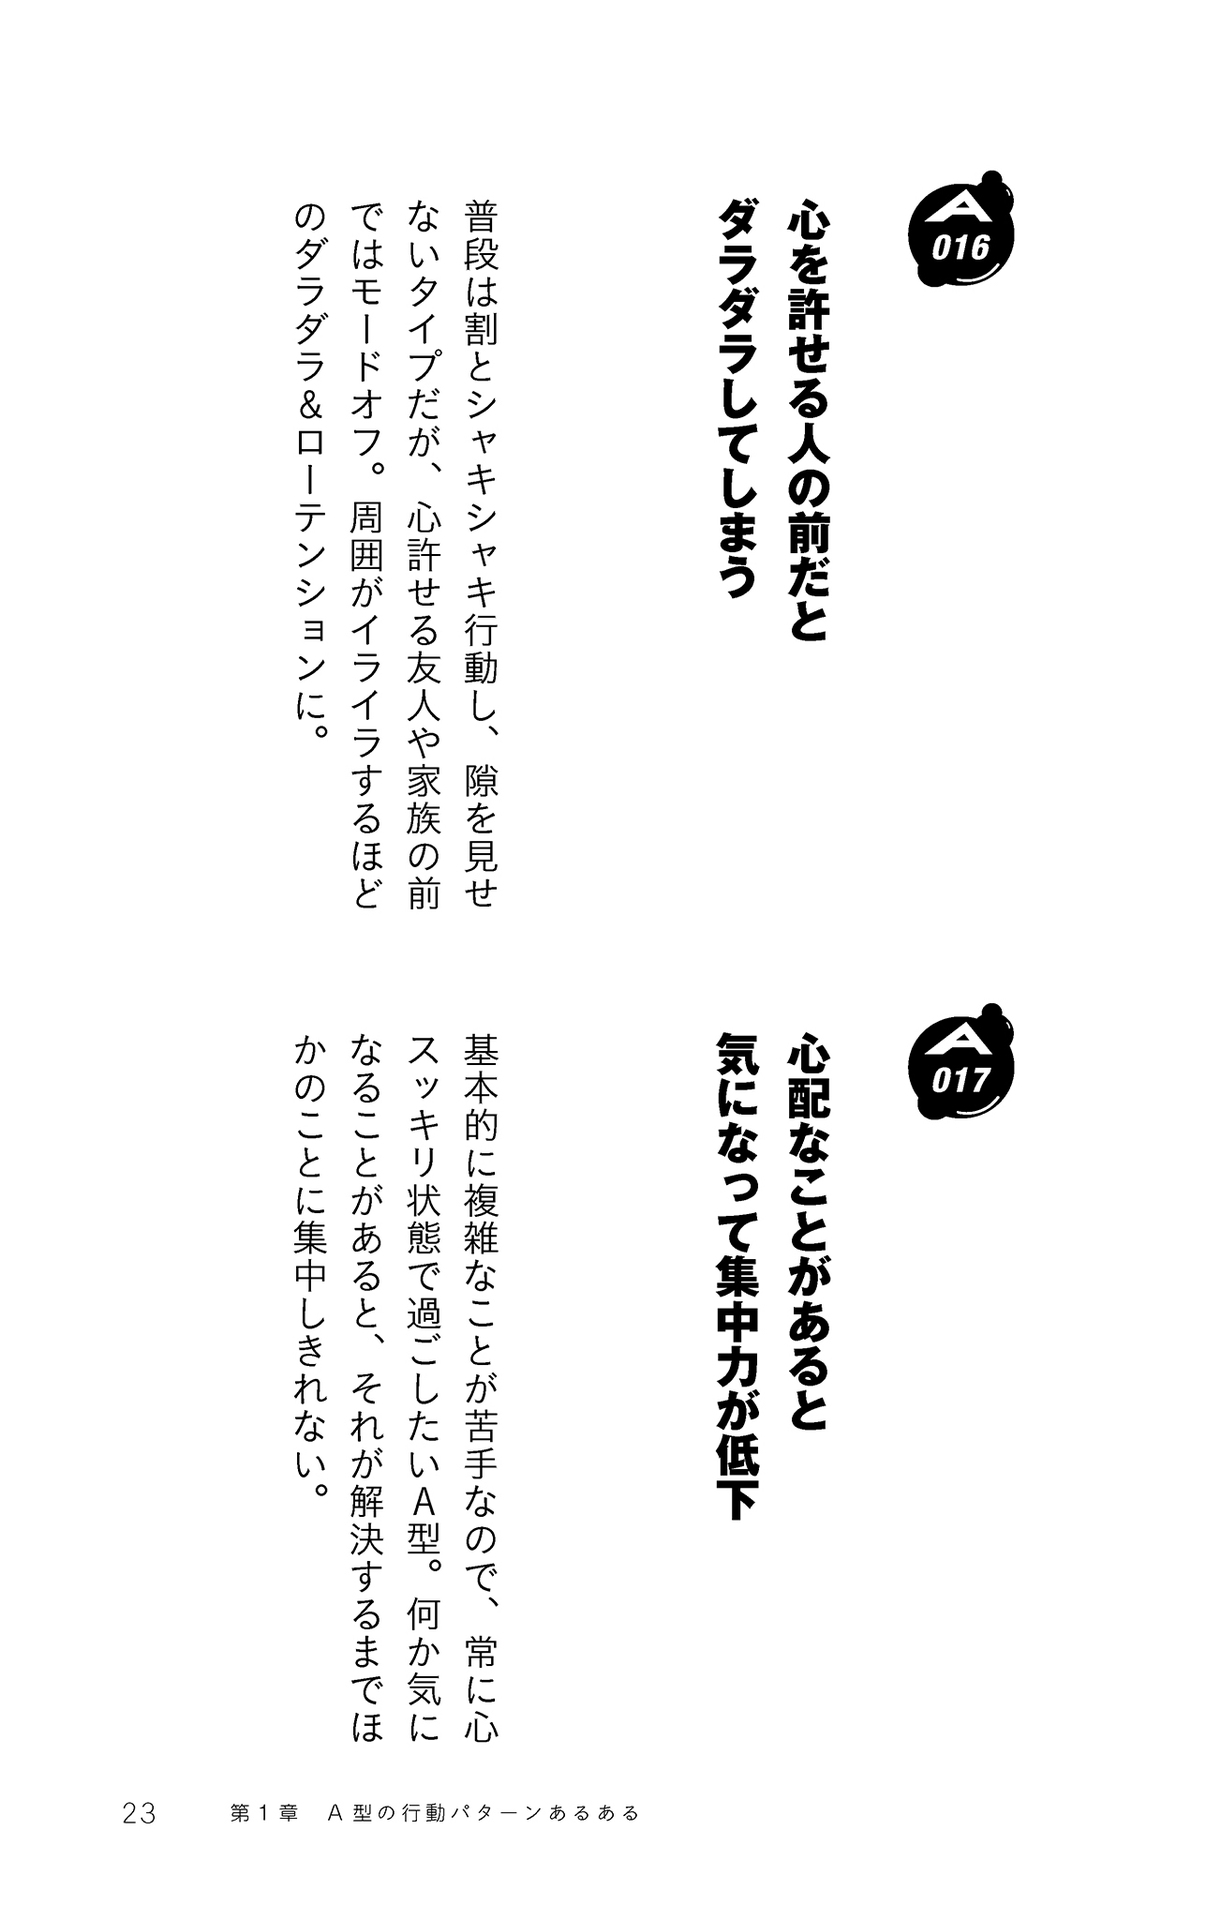 A
016
心を許せる人の前だと
ダラダラしてしまう
普段は割とシャキシャキ行動し、隙を見せ
ないタイプだが、心許せる友人や家族の前
ではモードオフ。周囲がイライラするほど
のダラダラ＆ローテンションに。
A
017
心配なことがあると
気になって集中力が低下
基本的に複雑なことが苦手なので、常に心
スッキリ状態で過ごしたいA型。何か気に
なることがあると、それが解決するまでほ
かのことに集中しきれない。
23 第1章 A型の行動パターンあるある